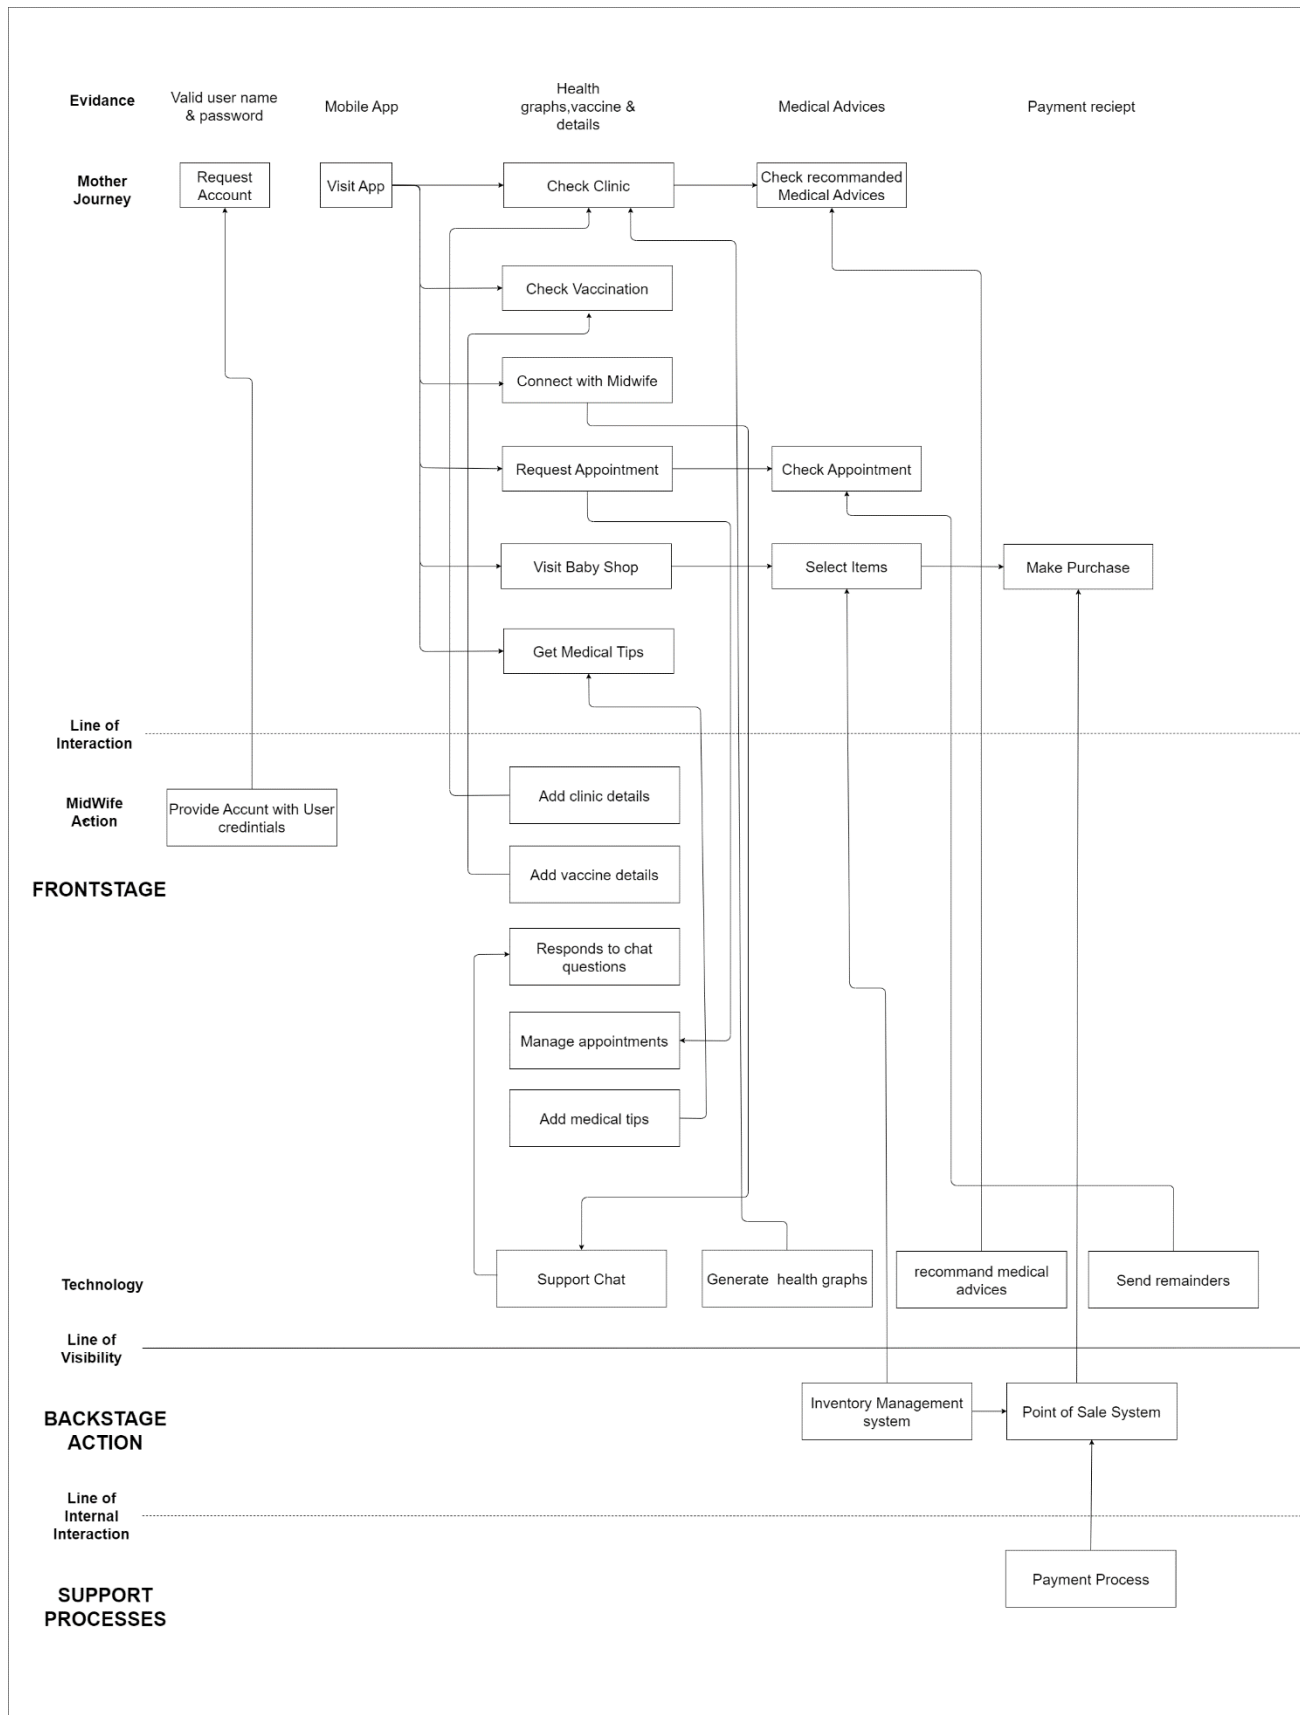 Evidance
Valid user name
& password
Mobile App
Health
graphs,vaccine &
details
Medical Advices
Payment reciept
Mother
Journey
Request
Account
Visit App
Check Clinic
Check recommanded
Medical Advices
Check Vaccination
Connect with Midwife
Request Appointment
Check Appointment
Visit Baby Shop
Select Items
Make Purchase
Get Medical Tips
Line of
Interaction
MidWife
Action
Provide Accunt with User
credintials
Add clinic details
FRONTSTAGE
Add vaccine details
Responds to chat
questions
Manage appointments
Add medical tips
Technology
Support Chat
Generate health graphs
recommand medical
advices
Send remainders
Line of
Visibility
BACKSTAGE
ACTION
Inventory Management
system
Point of Sale System
Line of
Internal
Interaction
SUPPORT
PROCESSES
Payment Process